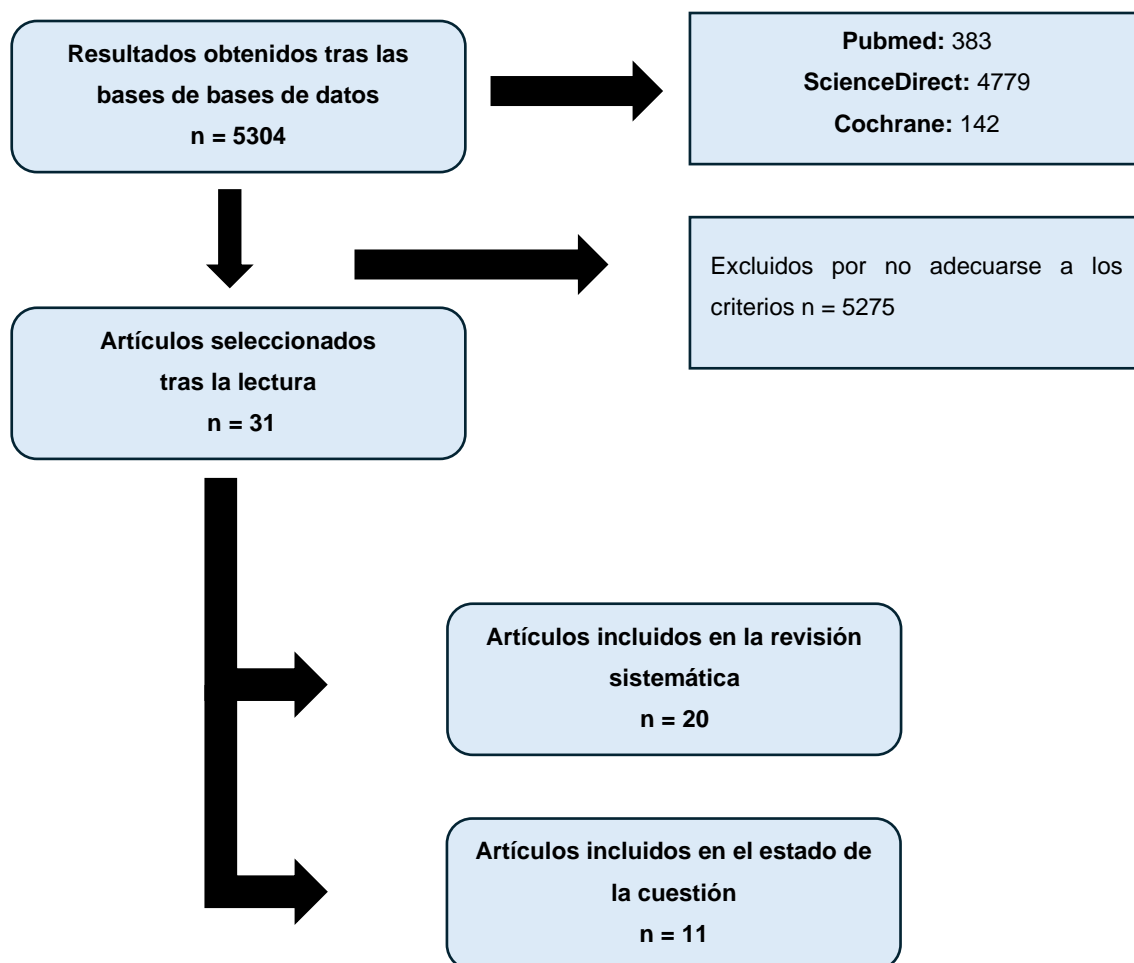 Resultados obtenidos tras las
bases de bases de datos
n = 5304
Pubmed: 383
ScienceDirect: 4779
Cochrane: 142
Excluidos por no adecuarse a los
criterios n = 5275
Artículos seleccionados
tras la lectura
n = 31
Artículos incluidos en la revisión
sistemática
n = 20
Artículos incluidos en el estado de
la cuestión
n = 11